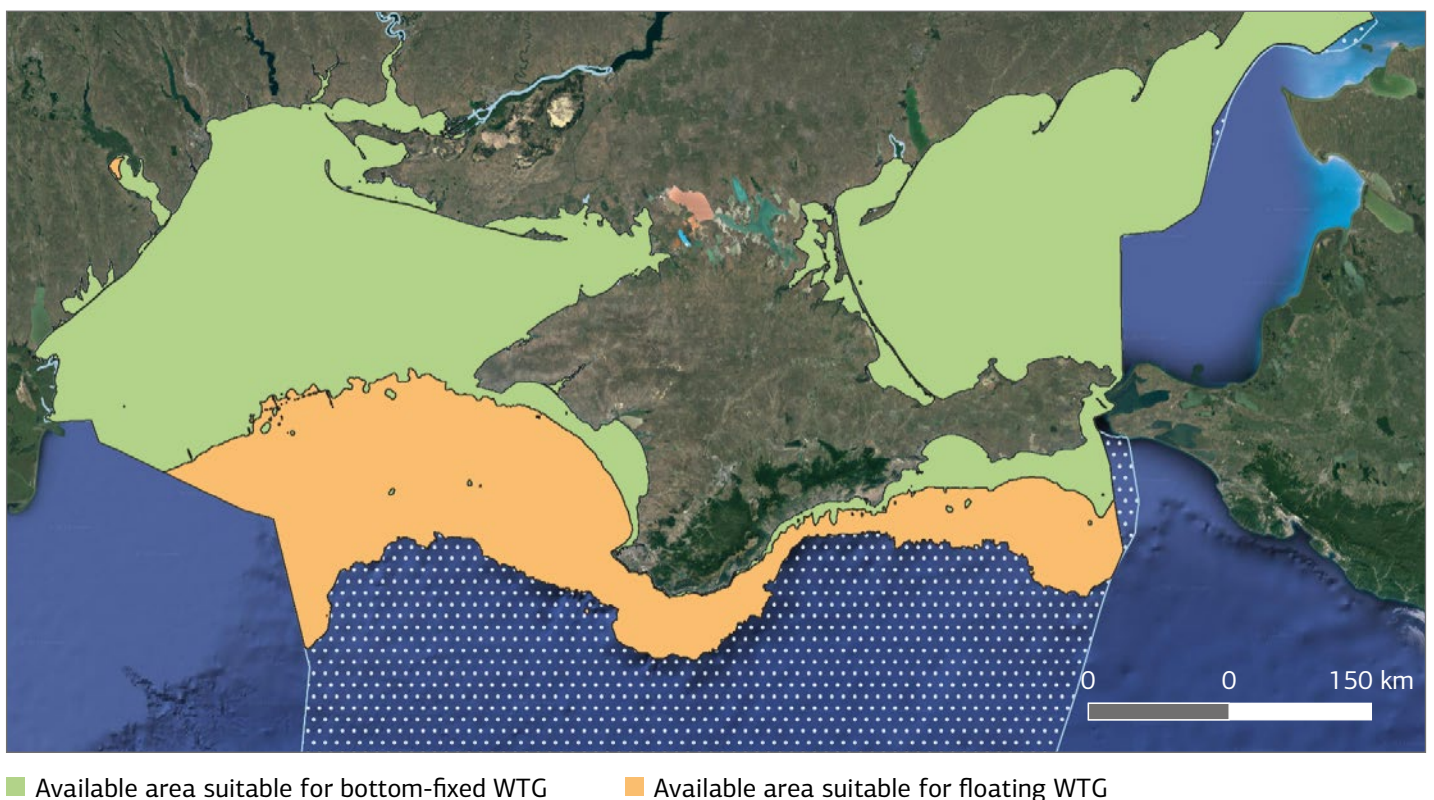 0 0 150 km
Available area suitable for bottom-fixed WTG
Available area suitable for floating WTG